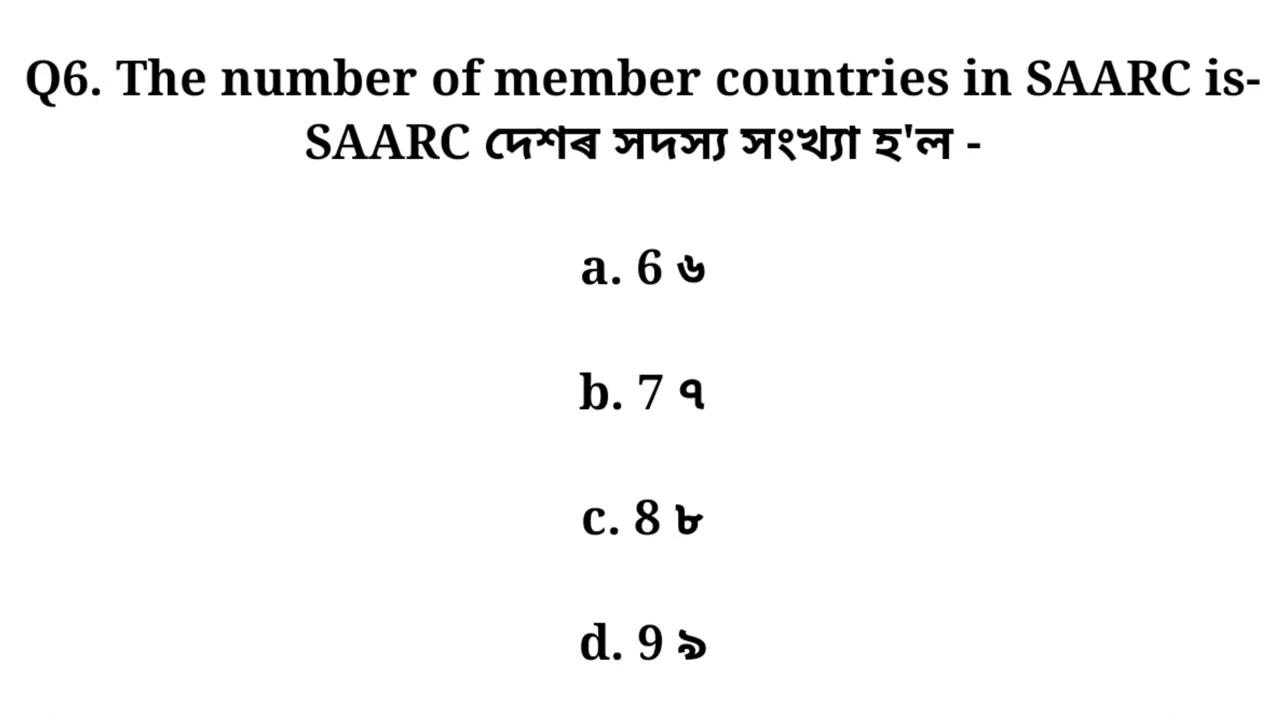 Q6. The number of member countries in SAARC is-
SAARC দেশৰ সদস্য সংখ্যা হ'ল -
a. 6 ৬
b. 7 ৭
c. 8 ৮
d. 9 ৯